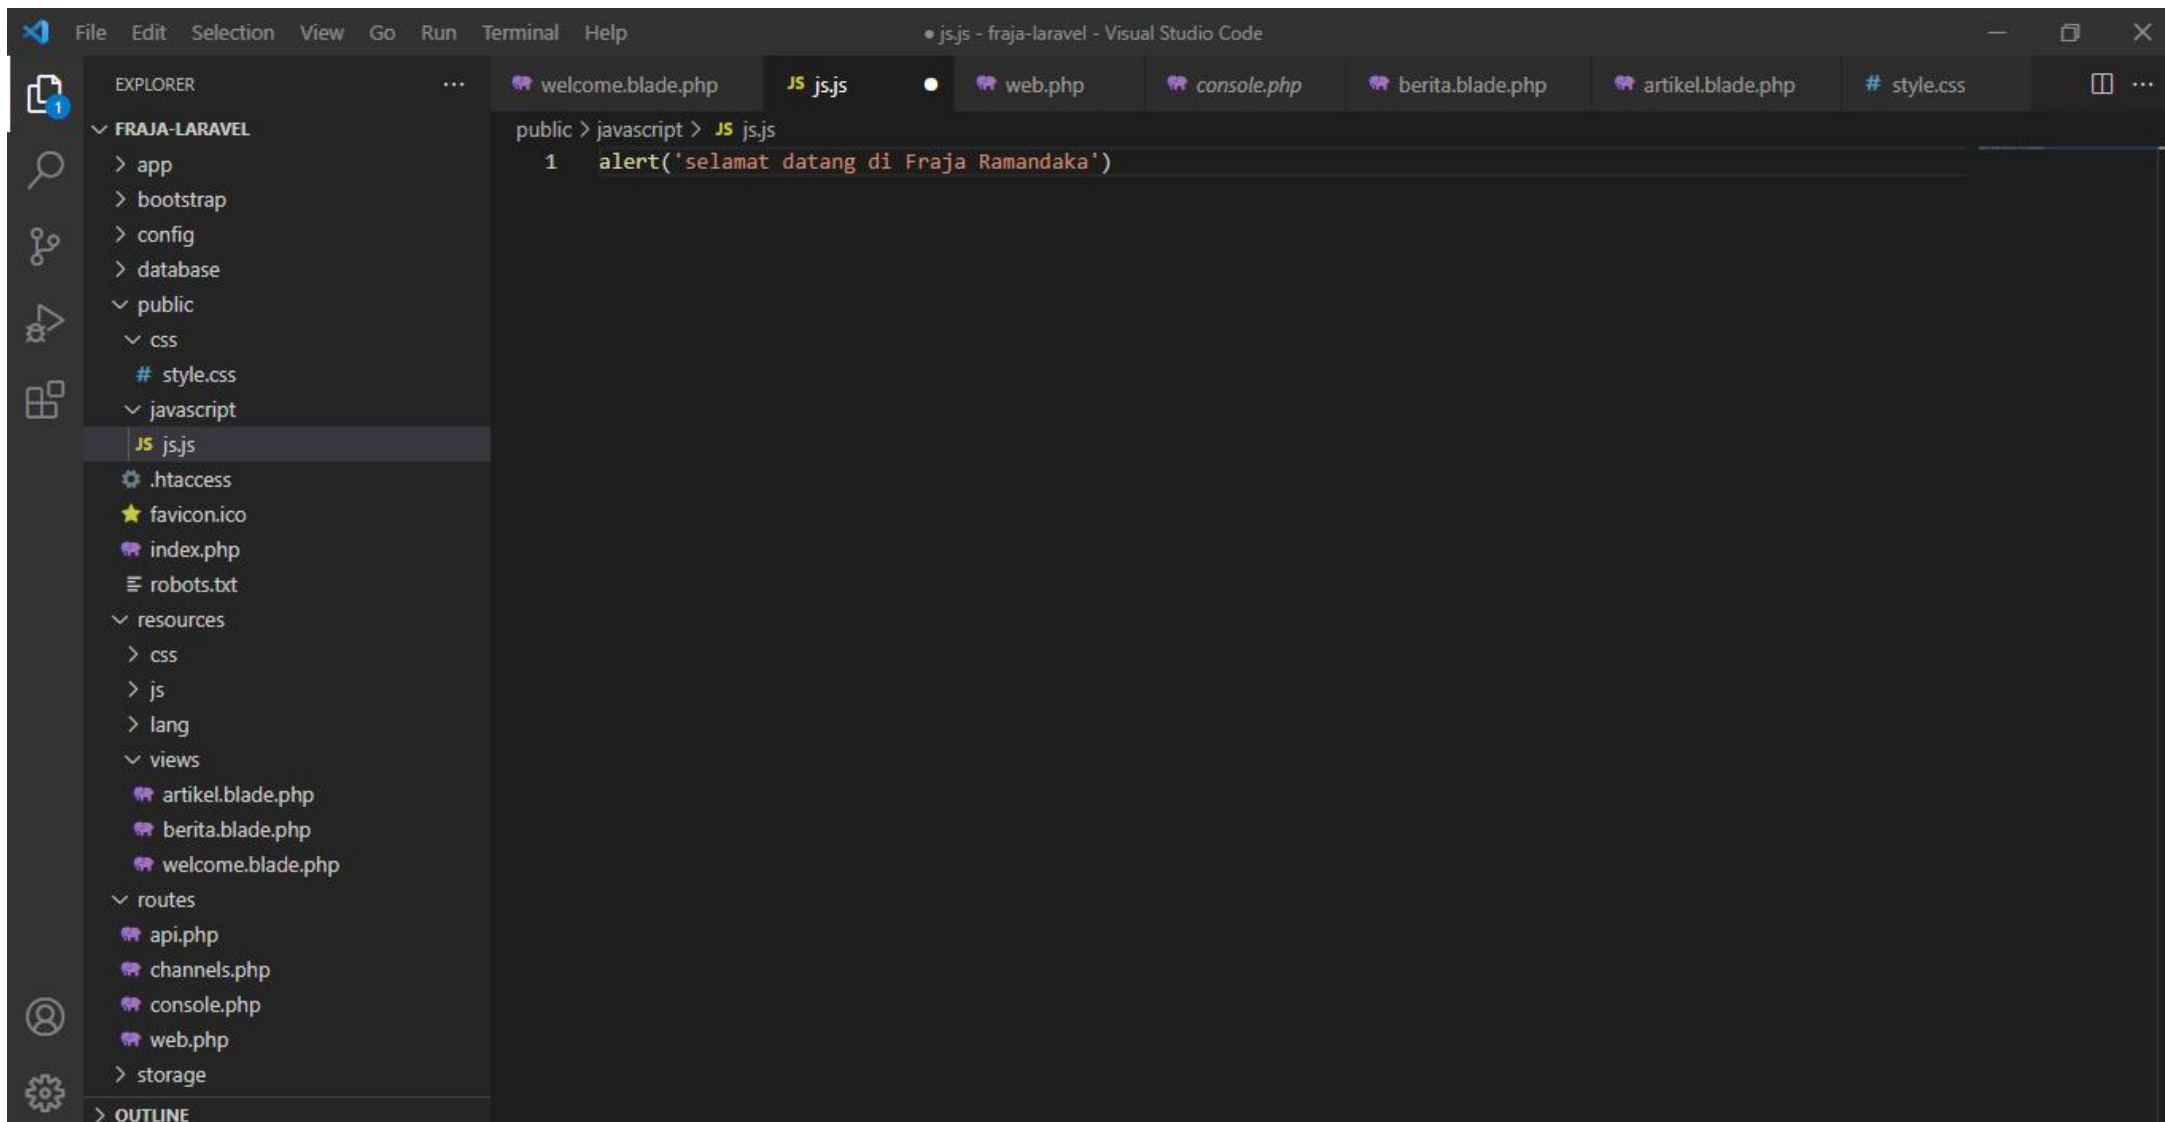 File Edit Selection View Go Run Terminal Help
● js.js - fraja-laravel - Visual Studio Code
1
EXPLORER
FRAJA-LARAVEL
app
bootstrap
config
database
public
css
# style.css
javascript
JS js.js
.htaccess
favicon.ico
index.php
robots.txt
resources
css
js
lang
views
artikel.blade.php
berita.blade.php
welcome.blade.php
routes
api.php
channels.php
console.php
web.php
storage
OUTLINE
welcome.blade.php JS js.js ● web.php console.php berita.blade.php artikel.blade.php # style.css
public > javascript > JS js.js
1 alert('selamat datang di Fraja Ramandaka')